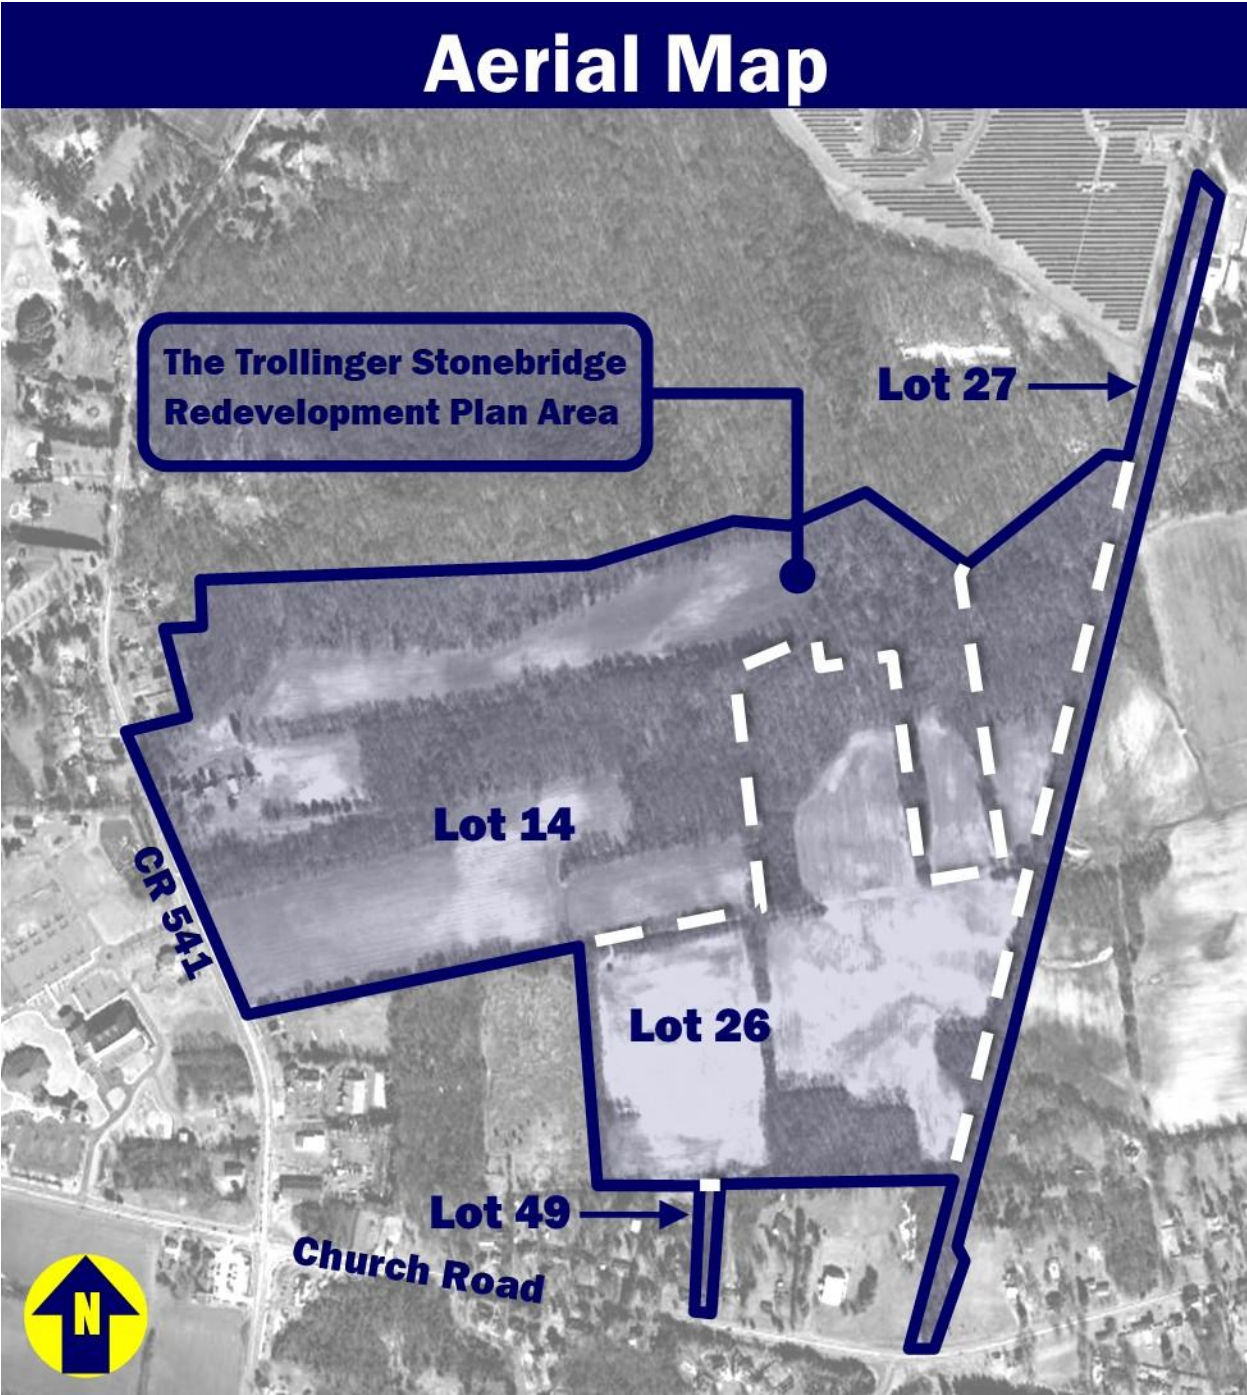 Aerial Map
The Trollinger Stonebridge
Redevelopment Plan Area
Lot 27
Lot 14
CR 541
Lot 26
Lot 49
Church Road
N